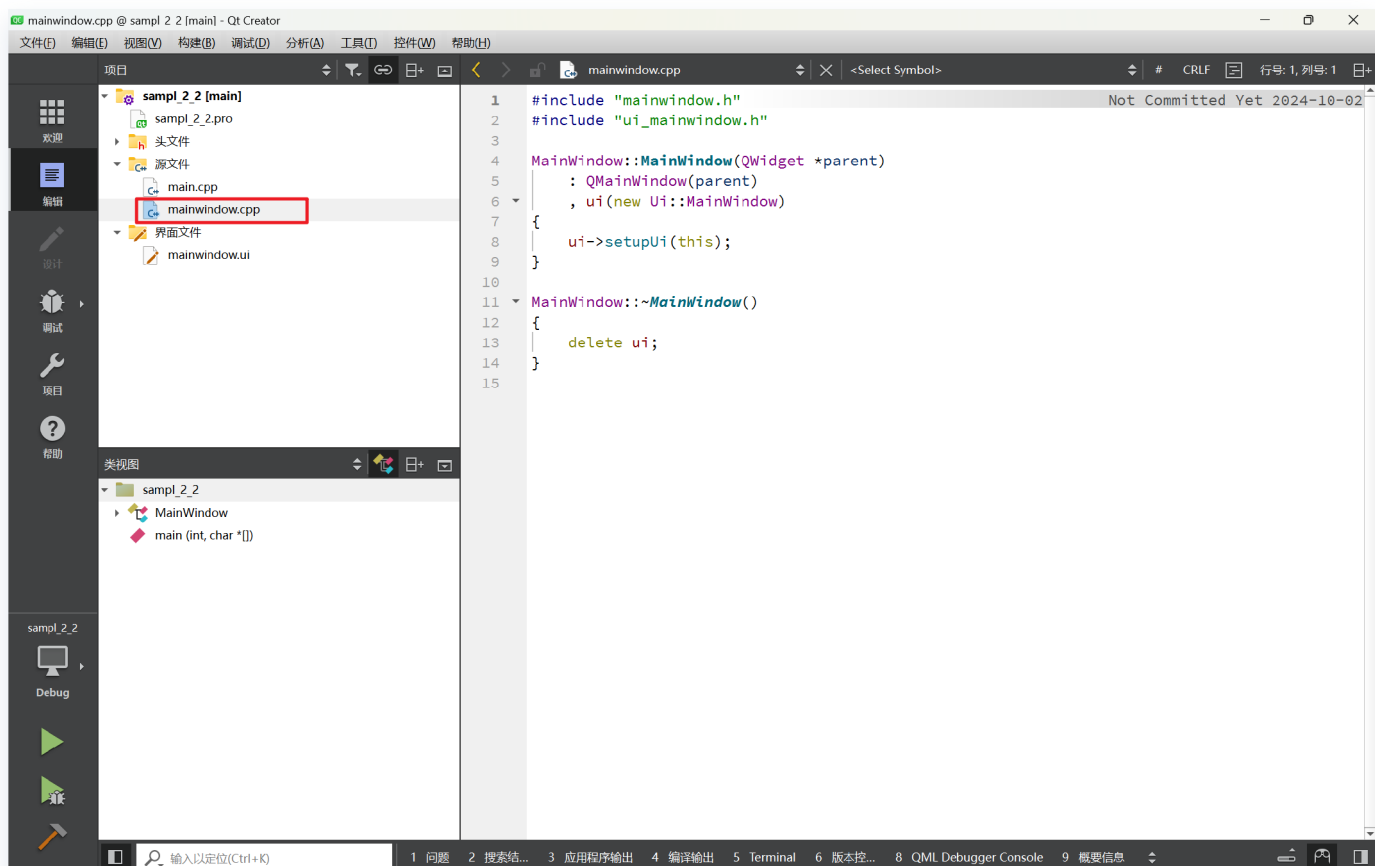 mainwindow.cpp @ sampl_2_2 [main] - Qt Creator
文件(F) 编辑(E) 视图(V) 构建(B) 调试(D) 分析(A) 工具(T) 控件(W) 帮助(H)
项目
mainwindow.cpp
<Select Symbol>
# CRLF 行号: 1, 列号: 1
欢迎
编辑
设计
调试
项目
帮助
sampl_2_2 [main]
sampl_2_2.pro
头文件
源文件
main.cpp
mainwindow.cpp
界面文件
mainwindow.ui
1 #include "mainwindow.h" Not Committed Yet 2024-10-02
2 #include "ui_mainwindow.h"
3
4 MainWindow::MainWindow(QWidget *parent)
5 : QMainWindow(parent)
6 , ui(new Ui::MainWindow)
7 {
8 ui->setupUi(this);
9 }
10
11 MainWindow::~MainWindow()
12 {
13 delete ui;
14 }
15
类视图
sampl_2_2
MainWindow
main (int, char *[])
sampl_2_2
Debug
输入以定位(Ctrl+K)
1 问题 2 搜索结... 3 应用程序输出 4 编译输出 5 Terminal 6 版本控... 8 QML Debugger Console 9 概要信息